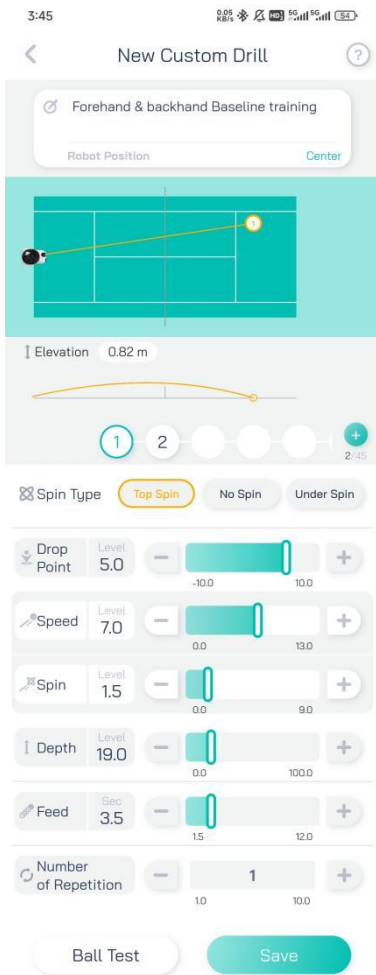 3:45
0.05 KB/s HD 5G 5G 54
New Custom Drill
?
Forehand & backhand Baseline training
Robot Position Center
1
Elevation 0.82 m
1 2
+
2/45
Spin Type Top Spin No Spin Under Spin
Drop Point Level 5.0 − +
-10.0 10.0
Speed Level 7.0 − +
0.0 13.0
Spin Level 1.5 − +
0.0 9.0
Depth Level 19.0 − +
0.0 100.0
Feed Sec 3.5 − +
1.5 12.0
Number of Repetition − 1 +
1.0 10.0
Ball Test Save